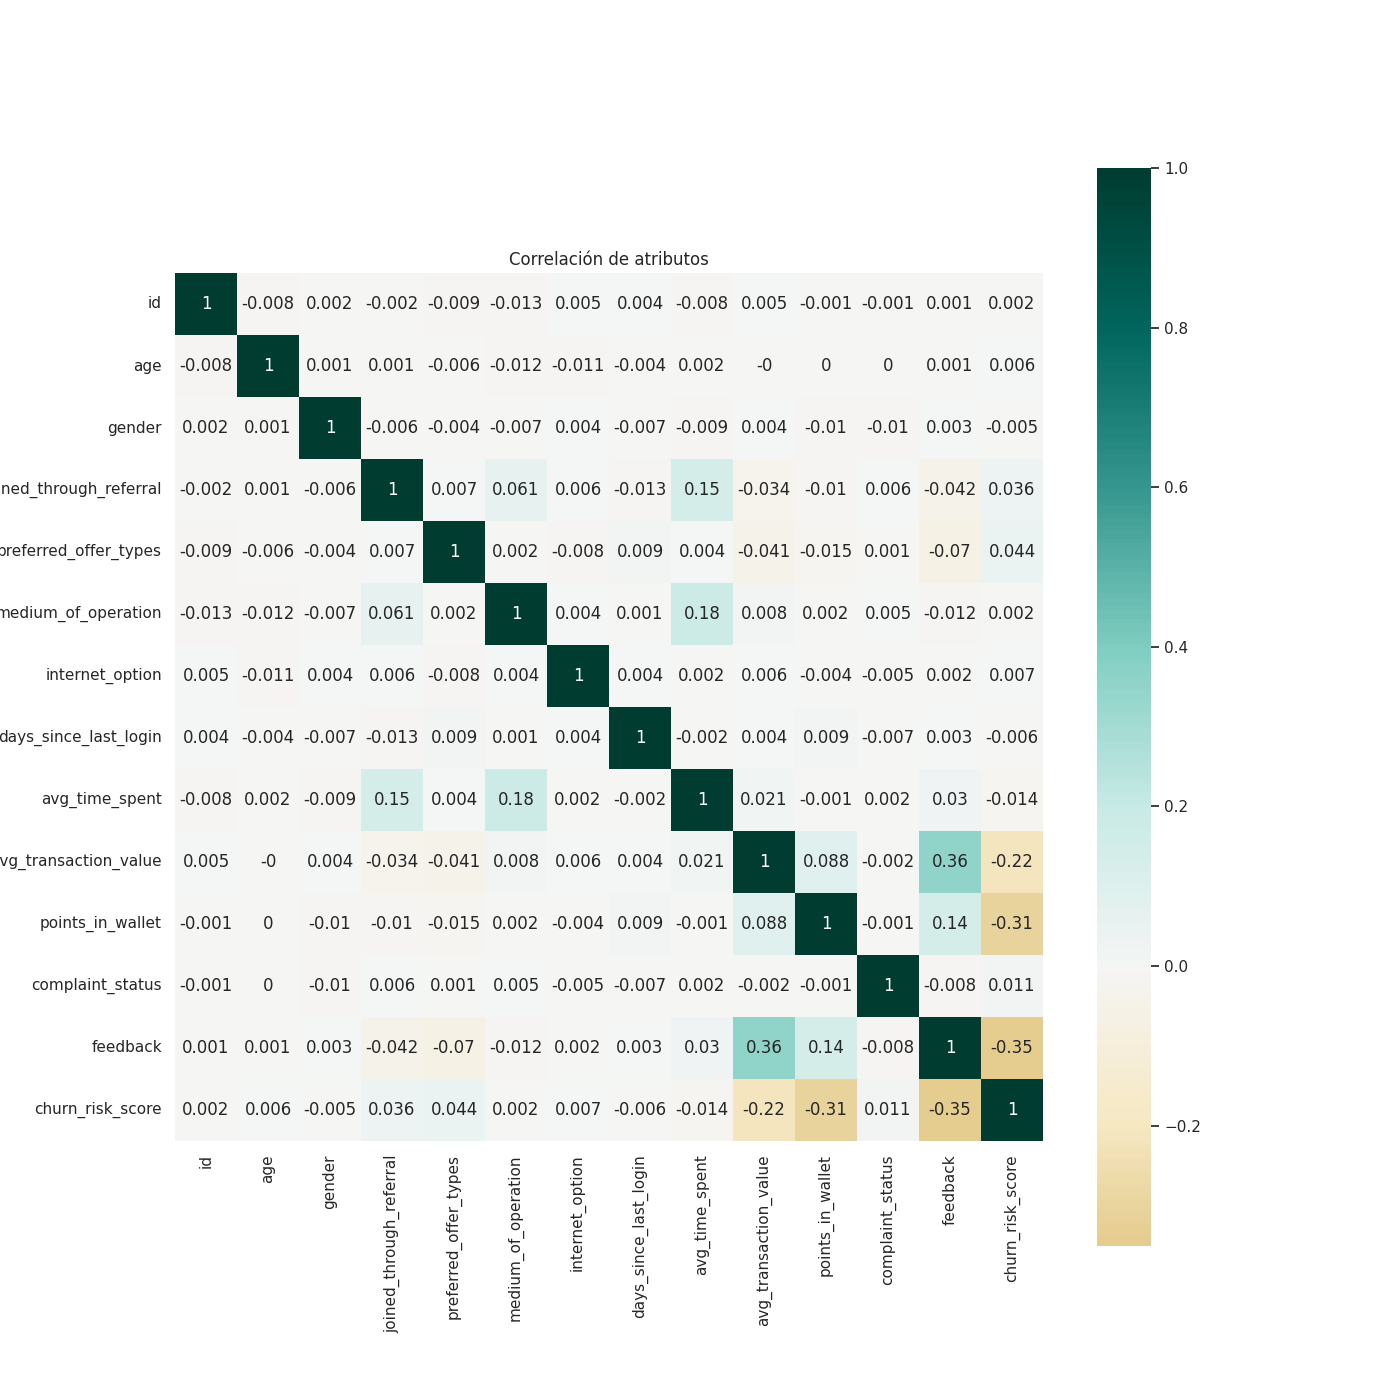 Correlación de atributos
id 1 -0.008 0.002 -0.002 -0.009 -0.013 0.005 0.004 -0.008 0.005 -0.001 -0.001 0.001 0.002
age -0.008 1 0.001 0.001 -0.006 -0.012 -0.011 -0.004 0.002 -0 0 0 0.001 0.006
gender 0.002 0.001 1 -0.006 -0.004 -0.007 0.004 -0.007 -0.009 0.004 -0.01 -0.01 0.003 -0.005
ned_through_referral -0.002 0.001 -0.006 1 0.007 0.061 0.006 -0.013 0.15 -0.034 -0.01 0.006 -0.042 0.036
preferred_offer_types -0.009 -0.006 -0.004 0.007 1 0.002 -0.008 0.009 0.004 -0.041 -0.015 0.001 -0.07 0.044
medium_of_operation -0.013 -0.012 -0.007 0.061 0.002 1 0.004 0.001 0.18 0.008 0.002 0.005 -0.012 0.002
internet_option 0.005 -0.011 0.004 0.006 -0.008 0.004 1 0.004 0.002 0.006 -0.004 -0.005 0.002 0.007
days_since_last_login 0.004 -0.004 -0.007 -0.013 0.009 0.001 0.004 1 -0.002 0.004 0.009 -0.007 0.003 -0.006
avg_time_spent -0.008 0.002 -0.009 0.15 0.004 0.18 0.002 -0.002 1 0.021 -0.001 0.002 0.03 -0.014
vg_transaction_value 0.005 -0 0.004 -0.034 -0.041 0.008 0.006 0.004 0.021 1 0.088 -0.002 0.36 -0.22
points_in_wallet -0.001 0 -0.01 -0.01 -0.015 0.002 -0.004 0.009 -0.001 0.088 1 -0.001 0.14 -0.31
complaint_status -0.001 0 -0.01 0.006 0.001 0.005 -0.005 -0.007 0.002 -0.002 -0.001 1 -0.008 0.011
feedback 0.001 0.001 0.003 -0.042 -0.07 -0.012 0.002 0.003 0.03 0.36 0.14 -0.008 1 -0.35
churn_risk_score 0.002 0.006 -0.005 0.036 0.044 0.002 0.007 -0.006 -0.014 -0.22 -0.31 0.011 -0.35 1
id
age
gender
joined_through_referral
preferred_offer_types
medium_of_operation
internet_option
days_since_last_login
avg_time_spent
avg_transaction_value
points_in_wallet
complaint_status
feedback
churn_risk_score
1.0
0.8
0.6
0.4
0.2
0.0
−0.2